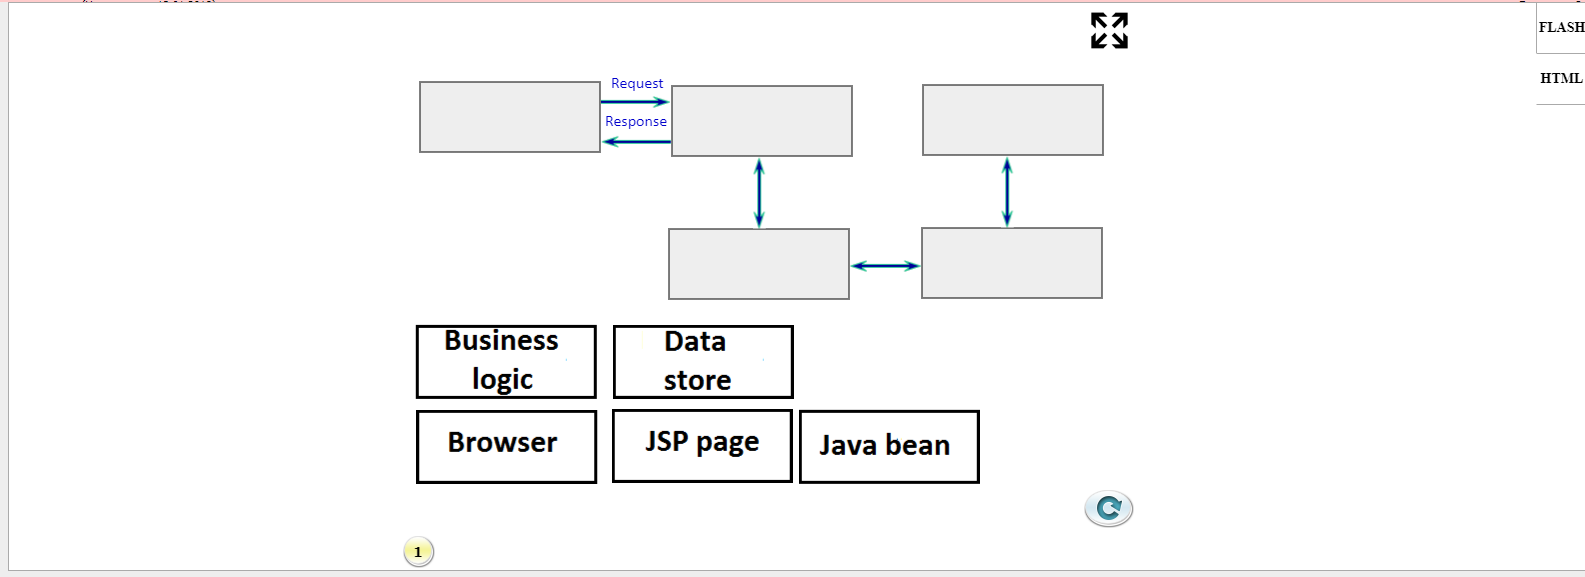 FLASH
HTML
Request
Response
Business
logic
Data
store
Browser
JSP page
Java bean
1